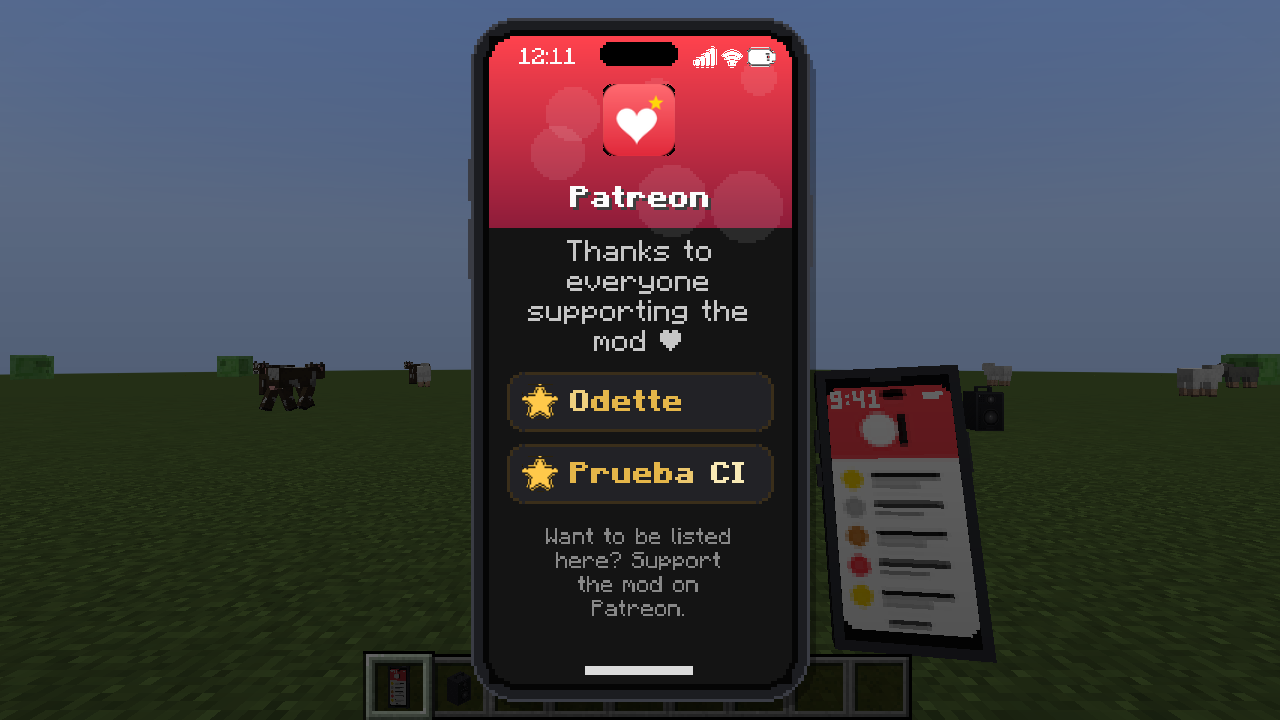 12:11
Patreon
Thanks to
everyone
supporting the
mod ♥
Odette
Prueba CI
Want to be listed
here? Support
the mod on
Patreon.
9:41